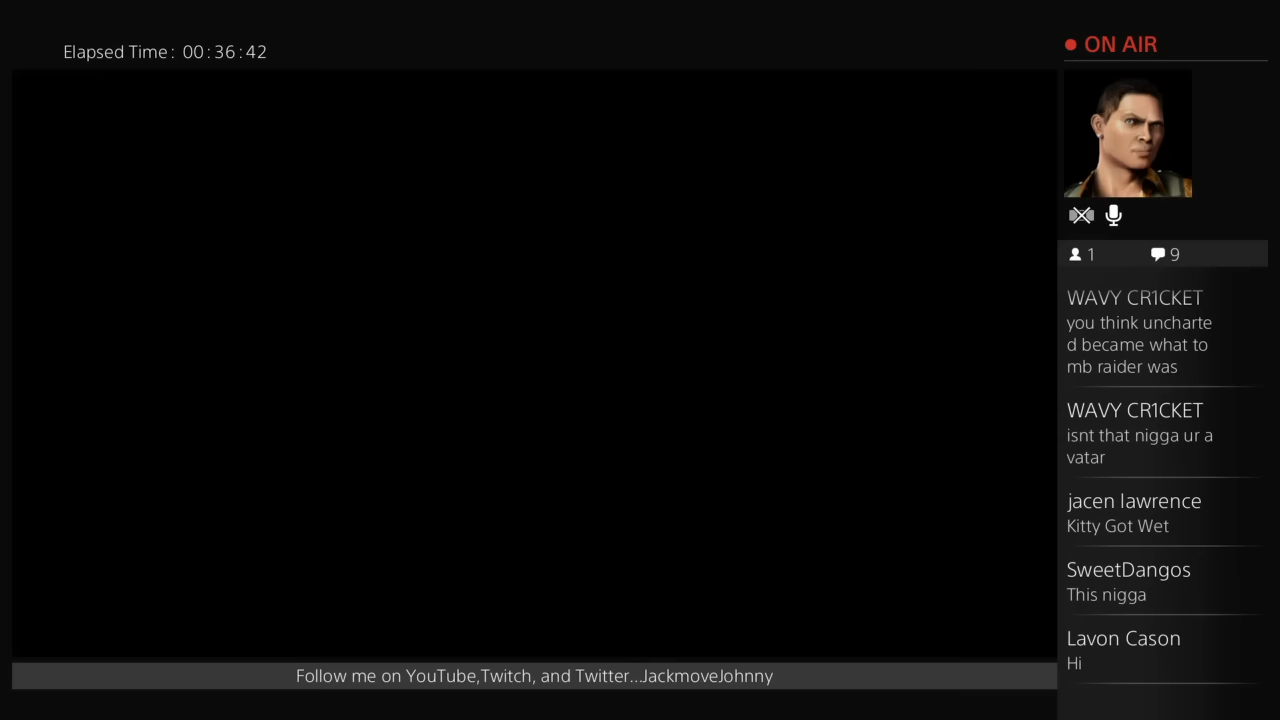 Elapsed Time: 00:36:42
ON AIR
1 9
WAVY CR1CKET
you think uncharte
d became what to
mb raider was
WAVY CR1CKET
isnt that nigga ur a
vatar
jacen lawrence
Kitty Got Wet
SweetDangos
This nigga
Lavon Cason
Hi
Follow me on YouTube,Twitch, and Twitter...JackmoveJohnny